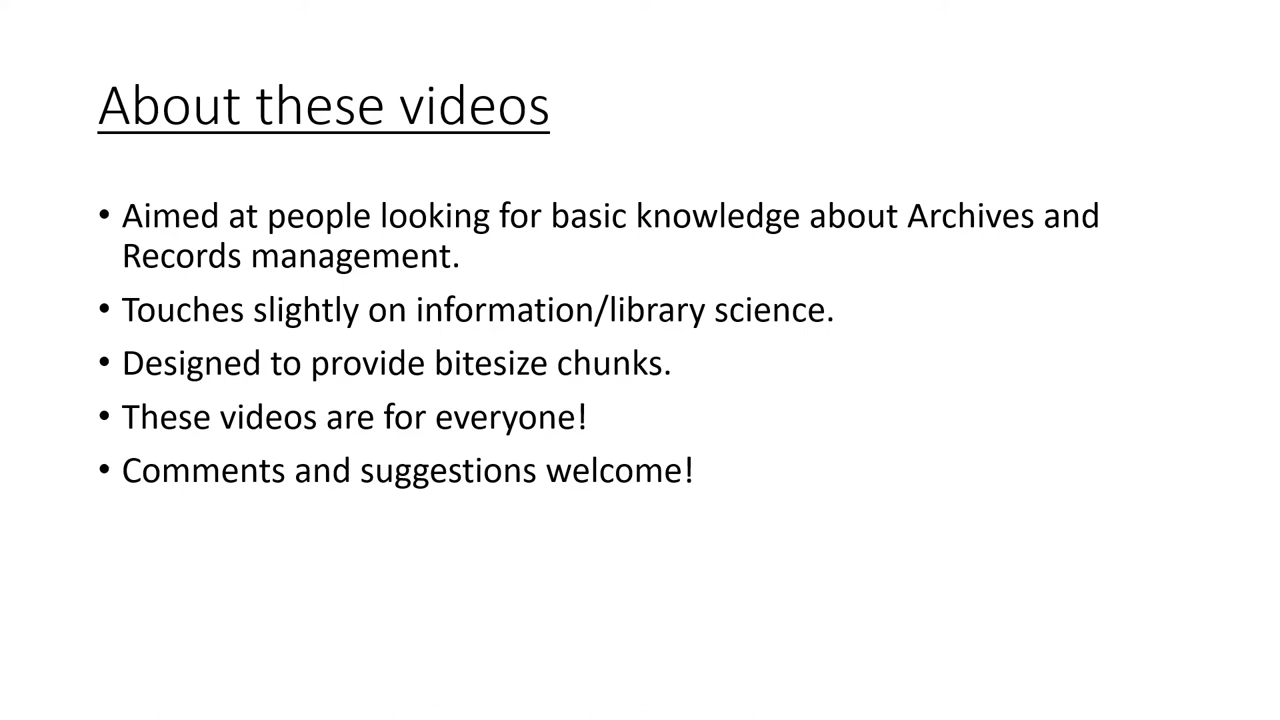 About these videos
• Aimed at people looking for basic knowledge about Archives and
Records management.
• Touches slightly on information/library science.
• Designed to provide bitesize chunks.
• These videos are for everyone!
• Comments and suggestions welcome!